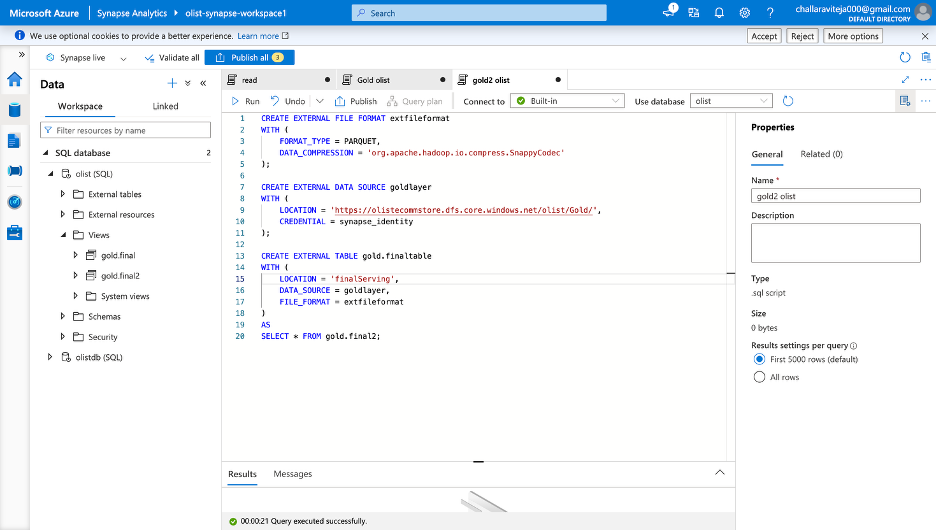 Microsoft Azure
Synapse Analytics
olist-synapse-workspace1
Search
1
challaraviteja000@gmail.com
DEFAULT DIRECTORY
We use optional cookies to provide a better experience. Learn more
Accept
Reject
More options
Synapse live
Validate all
Publish all 3
Data
Workspace
Linked
Filter resources by name
SQL database 2
olist (SQL)
External tables
External resources
Views
gold.final
gold.final2
System views
Schemas
Security
olistdb (SQL)
read
Gold olist
gold2 olist
Run
Undo
Publish
Query plan
Connect to
Built-in
Use database
olist
1 CREATE EXTERNAL FILE FORMAT extfileformat
2 WITH (
3 FORMAT_TYPE = PARQUET,
4 DATA_COMPRESSION = 'org.apache.hadoop.io.compress.SnappyCodec'
5 );
6
7 CREATE EXTERNAL DATA SOURCE goldlayer
8 WITH (
9 LOCATION = 'https://olistecommstore.dfs.core.windows.net/olist/Gold/',
10 CREDENTIAL = synapse_identity
11 );
12
13 CREATE EXTERNAL TABLE gold.finaltable
14 WITH (
15 LOCATION = 'finalServing',
16 DATA_SOURCE = goldlayer,
17 FILE_FORMAT = extfileformat
18 )
19 AS
20 SELECT * FROM gold.final2;
Results
Messages
00:00:21 Query executed successfully.
Properties
General
Related (0)
Name *
gold2 olist
Description
Type
.sql script
Size
0 bytes
Results settings per query
First 5000 rows (default)
All rows